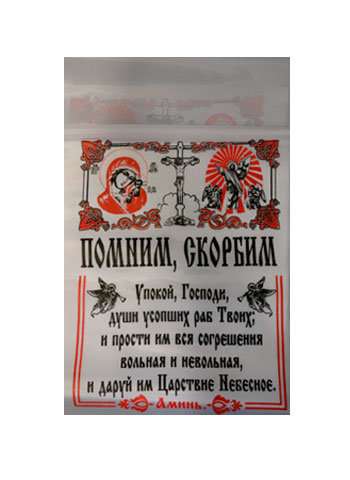 ПОМНИМ, СКОРБИМ
Упокой, Господи,
души усопших раб Твоих,
и прости им вся согрешения
вольная и невольная,
и даруй им Царствие Небесное.
Аминь.